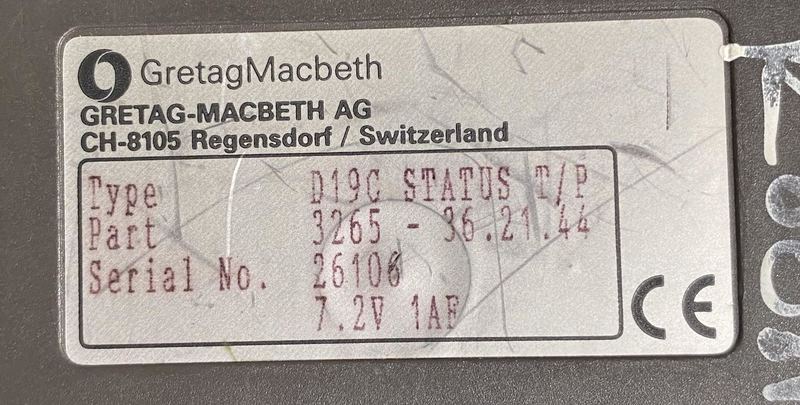 GretagMacbeth
GRETAG-MACBETH AG
CH-8105 Regensdorf / Switzerland
Type D19C STATUS T/P
Part 3265 - 36.21.44
Serial No. 26106
7.2V 1AF
CE